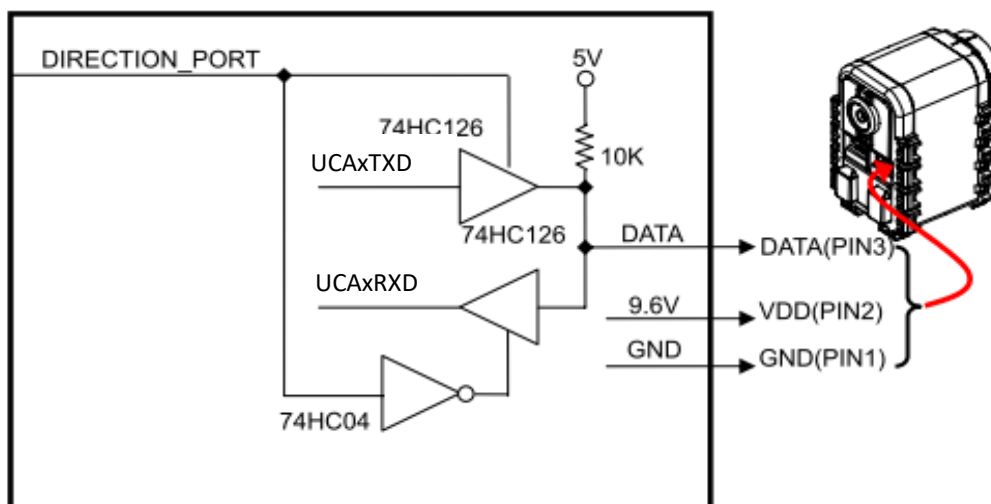 DIRECTION_PORT
5V
74HC126
10K
UCAxTXD
74HC126
DATA
DATA(PIN3)
UCAxRXD
9.6V
VDD(PIN2)
GND
GND(PIN1)
74HC04